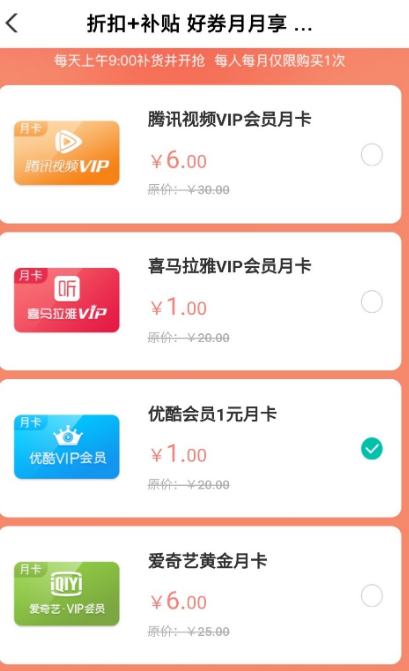 折扣+补贴 好券月月享 ...
每天上午9:00补货并开抢 每人每月仅限购买1次
月卡
腾讯视频VIP
腾讯视频VIP会员月卡
¥6.00
原价：¥30.00
月卡
听
喜马拉雅VIP
喜马拉雅VIP会员月卡
¥1.00
原价：¥20.00
月卡
优酷VIP会员
优酷会员1元月卡
¥1.00
原价：¥20.00
月卡
iQIYI
爱奇艺·VIP会员
爱奇艺黄金月卡
¥6.00
原价：¥25.00